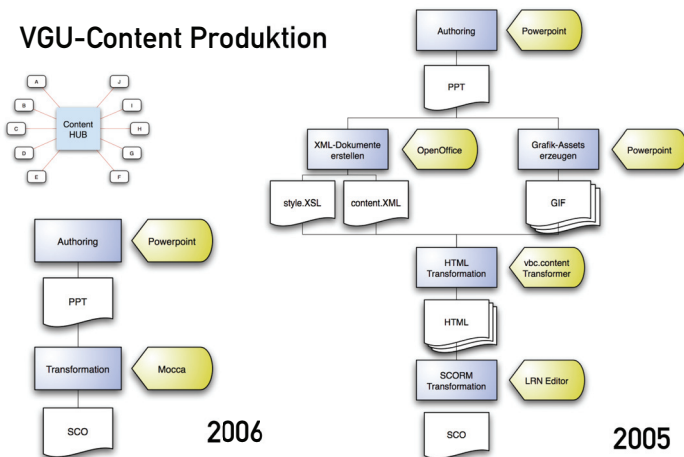 VGU-Content Produktion
A
B
C
D
E
Content
HUB
J
I
H
G
F
Authoring
Powerpoint
PPT
Transformation
Mocca
SCO
2006
Authoring
Powerpoint
PPT
XML-Dokumente
erstellen
OpenOffice
Grafik-Assets
erzeugen
Powerpoint
style.XSL
content.XML
GIF
HTML
Transformation
vbc.content
Transformer
HTML
SCORM
Transformation
LRN Editor
SCO
2005